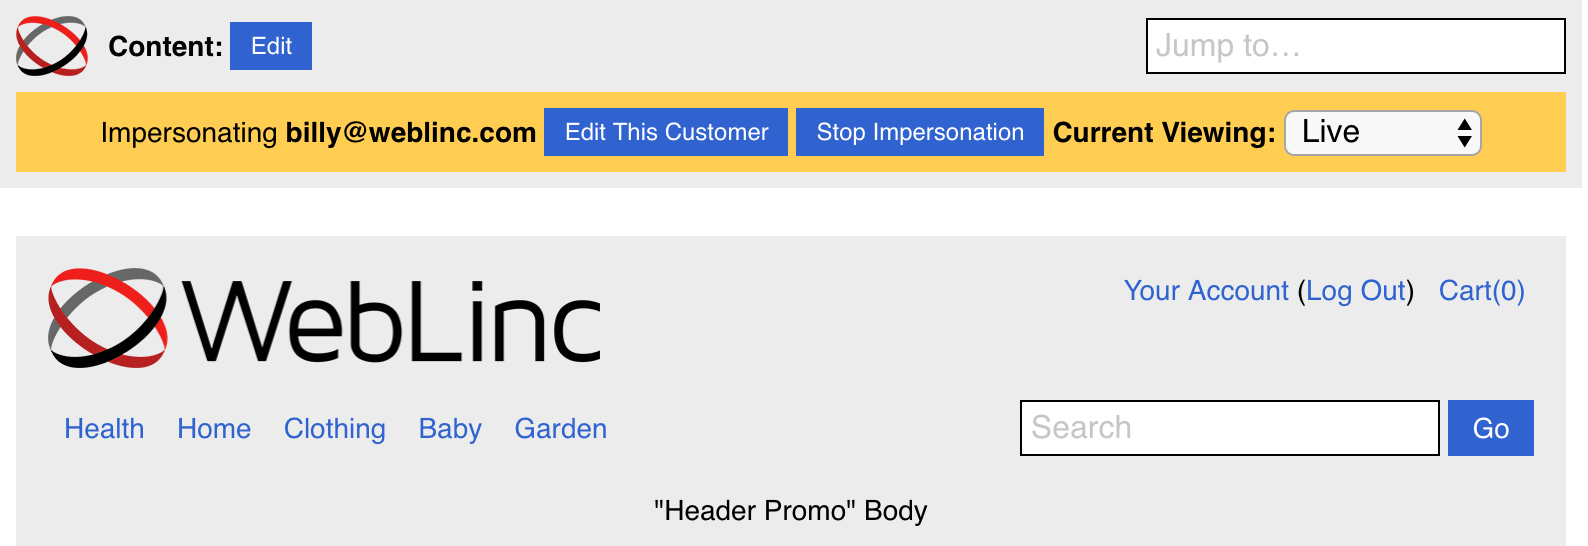 Content: Edit Jump to…
Impersonating billy@weblinc.com Edit This Customer Stop Impersonation Current Viewing: Live
WebLinc
Your Account (Log Out) Cart(0)
Health Home Clothing Baby Garden
Search Go
"Header Promo" Body